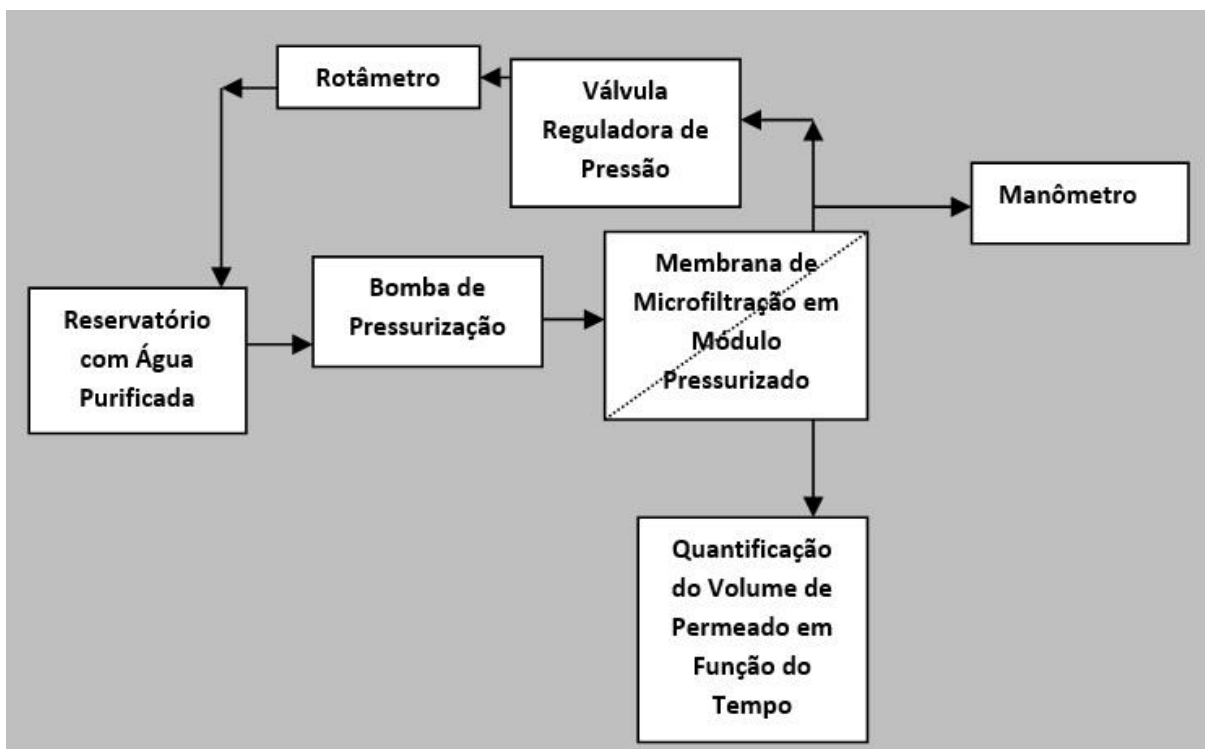 Rotâmetro
Válvula
Reguladora de
Pressão
Manômetro
Membrana de
Microfiltração em
Módulo
Pressurizado
Bomba de
Pressurização
Reservatório
com Água
Purificada
Quantificação
do Volume de
Permeado em
Função do
Tempo